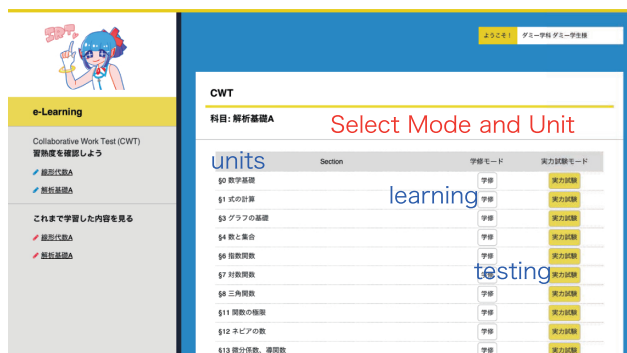 ようこそ！ ダミー学科 ダミー学生様
e-Learning
Collaborative Work Test (CWT)
習熟度を確認しよう
線形代数A
解析基礎A
これまで学習した内容を見る
線形代数A
解析基礎A
CWT
科目: 解析基礎A
Select Mode and Unit
units
Section 学修モード 実力試験モード
§0 数学基礎 学修 実力試験
learning
§1 式の計算 学修 実力試験
§3 グラフの基礎 学修 実力試験
§4 数と集合 学修 実力試験
§6 指数関数 学修 実力試験
testing
§7 対数関数 学修 実力試験
§8 三角関数 学修 実力試験
§11 関数の極限 学修 実力試験
§12 ネピアの数 学修 実力試験
§13 微分係数、導関数 学修 実力試験